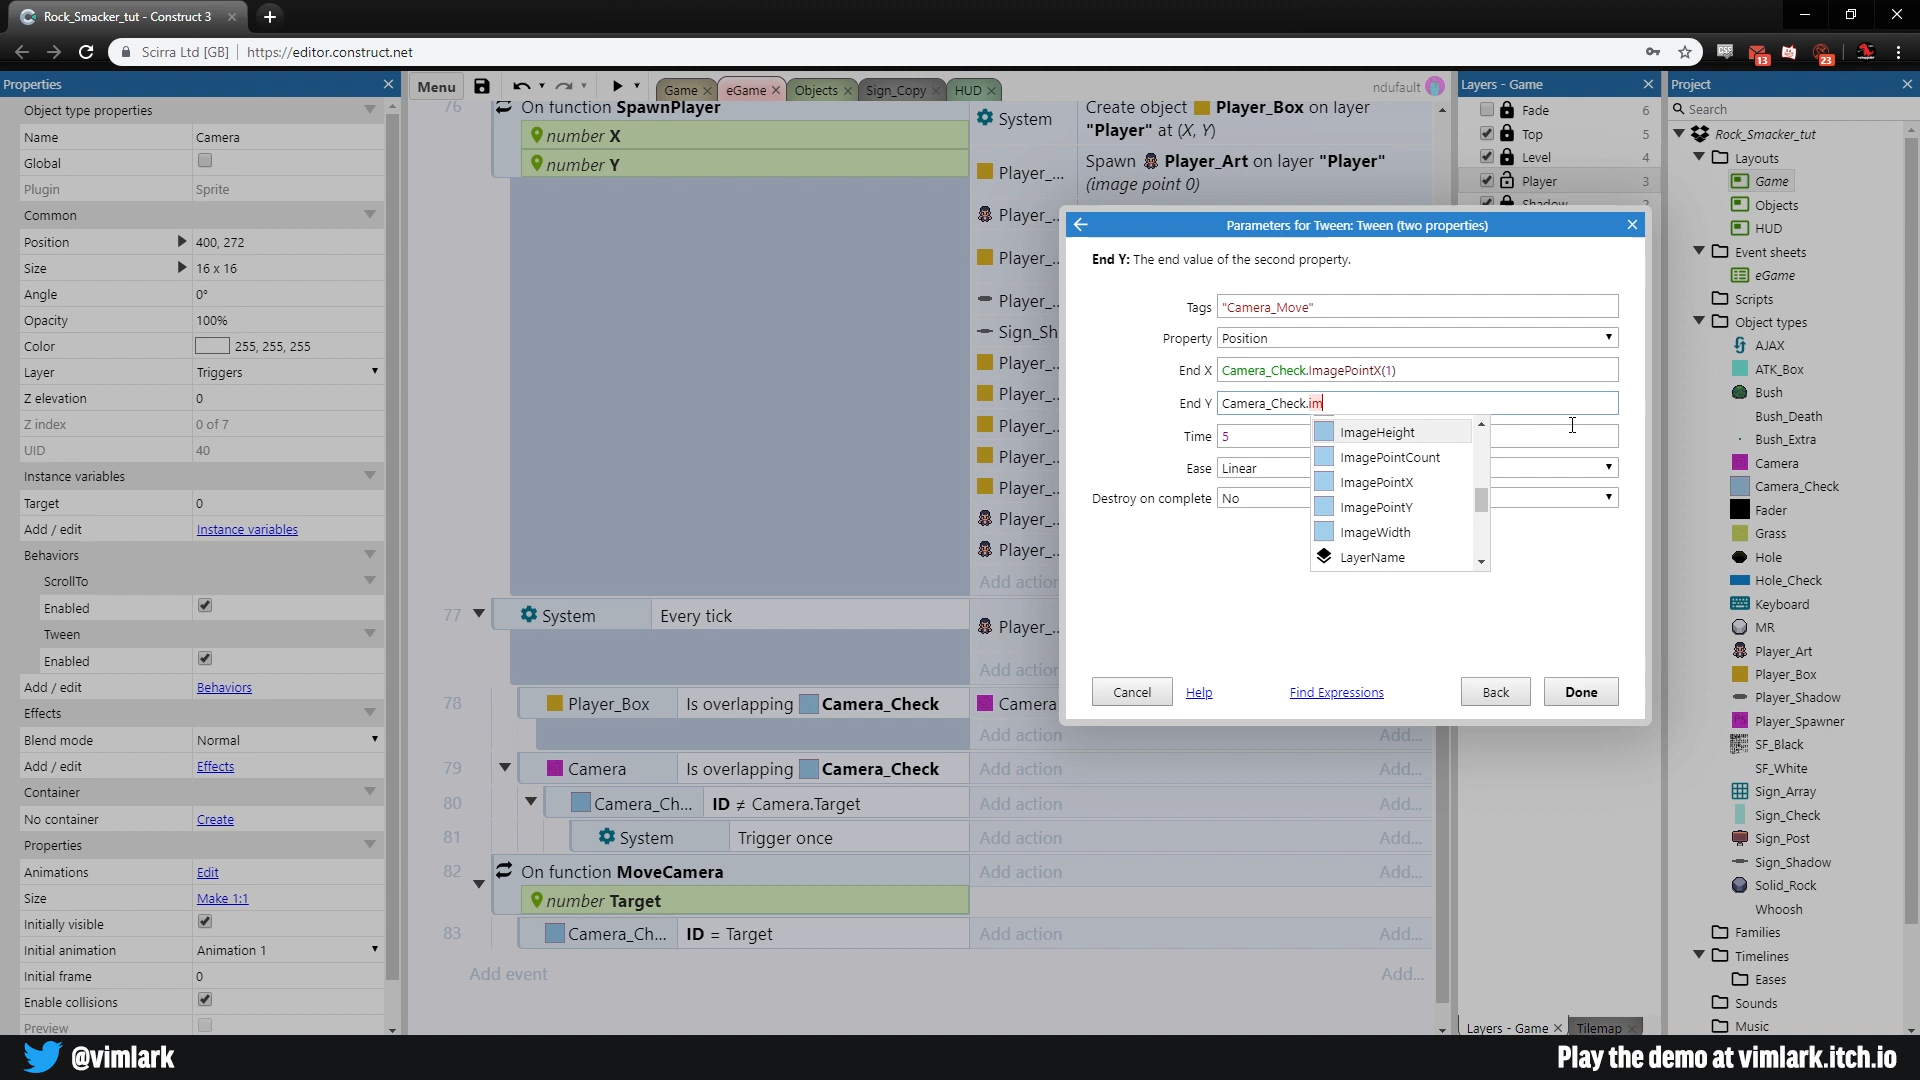 Rock_Smacker_tut - Construct 3
Scirra Ltd [GB] https://editor.construct.net
13
23
Properties
Object type properties
Name Camera
Global
Plugin Sprite
Common
Position 400, 272
Size 16 x 16
Angle 0°
Opacity 100%
Color 255, 255, 255
Layer Triggers
Z elevation 0
Z index 0 of 7
UID 40
Instance variables
Target 0
Add / edit Instance variables
Behaviors
ScrollTo
Enabled
Tween
Enabled
Add / edit Behaviors
Effects
Blend mode Normal
Add / edit Effects
Container
No container Create
Properties
Animations Edit
Size Make 1:1
Initially visible
Initial animation Animation 1
Initial frame 0
Enable collisions
Preview
Menu
Game eGame Objects Sign_Copy HUD
ndufault
76 On function SpawnPlayer
number X
number Y
System Create object Player_Box on layer
"Player" at (X, Y)
Player_... Spawn Player_Art on layer "Player"
(image point 0)
Player_...
Player_...
Player_...
Sign_Sh
Player_...
Player_...
Player_...
Player_...
Player_...
Player_...
Player_...
Add action
77 System Every tick Player_...
Add action
78 Player_Box Is overlapping Camera_Check Camera
Add action Add...
79 Camera Is overlapping Camera_Check Add action Add...
80 Camera_Ch... ID ≠ Camera.Target Add action Add...
81 System Trigger once Add action Add...
82 On function MoveCamera Add action Add...
number Target
83 Camera_Ch... ID = Target Add action Add...
Add event Add...
Parameters for Tween: Tween (two properties)
End Y: The end value of the second property.
Tags "Camera_Move"
Property Position
End X Camera_Check.ImagePointX(1)
End Y Camera_Check.im
Time 5
Ease Linear
Destroy on complete No
ImageHeight
ImagePointCount
ImagePointX
ImagePointY
ImageWidth
LayerName
Cancel Help Find Expressions Back Done
Layers - Game
Fade 6
Top 5
Level 4
Player 3
Shadow 2
Layers - Game Tilemap
Project
Search
Rock_Smacker_tut
Layouts
Game
Objects
HUD
Event sheets
eGame
Scripts
Object types
AJAX
ATK_Box
Bush
Bush_Death
Bush_Extra
Camera
Camera_Check
Fader
Grass
Hole
Hole_Check
Keyboard
MR
Player_Art
Player_Box
Player_Shadow
Player_Spawner
SF_Black
SF_White
Sign_Array
Sign_Check
Sign_Post
Sign_Shadow
Solid_Rock
Whoosh
Families
Timelines
Eases
Sounds
Music
@vimlark
Play the demo at vimlark.itch.io